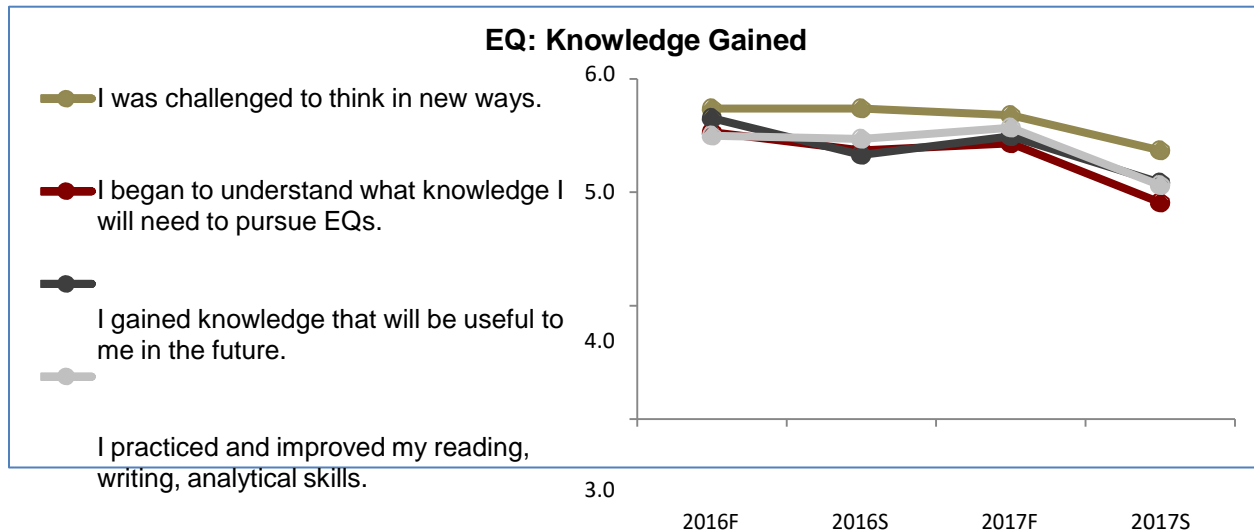 EQ: Knowledge Gained
I was challenged to think in new ways.
I began to understand what knowledge I
will need to pursue EQs.
I gained knowledge that will be useful to
me in the future.
I practiced and improved my reading,
writing, analytical skills.
6.0
5.0
4.0
3.0
2016F 2016S 2017F 2017S